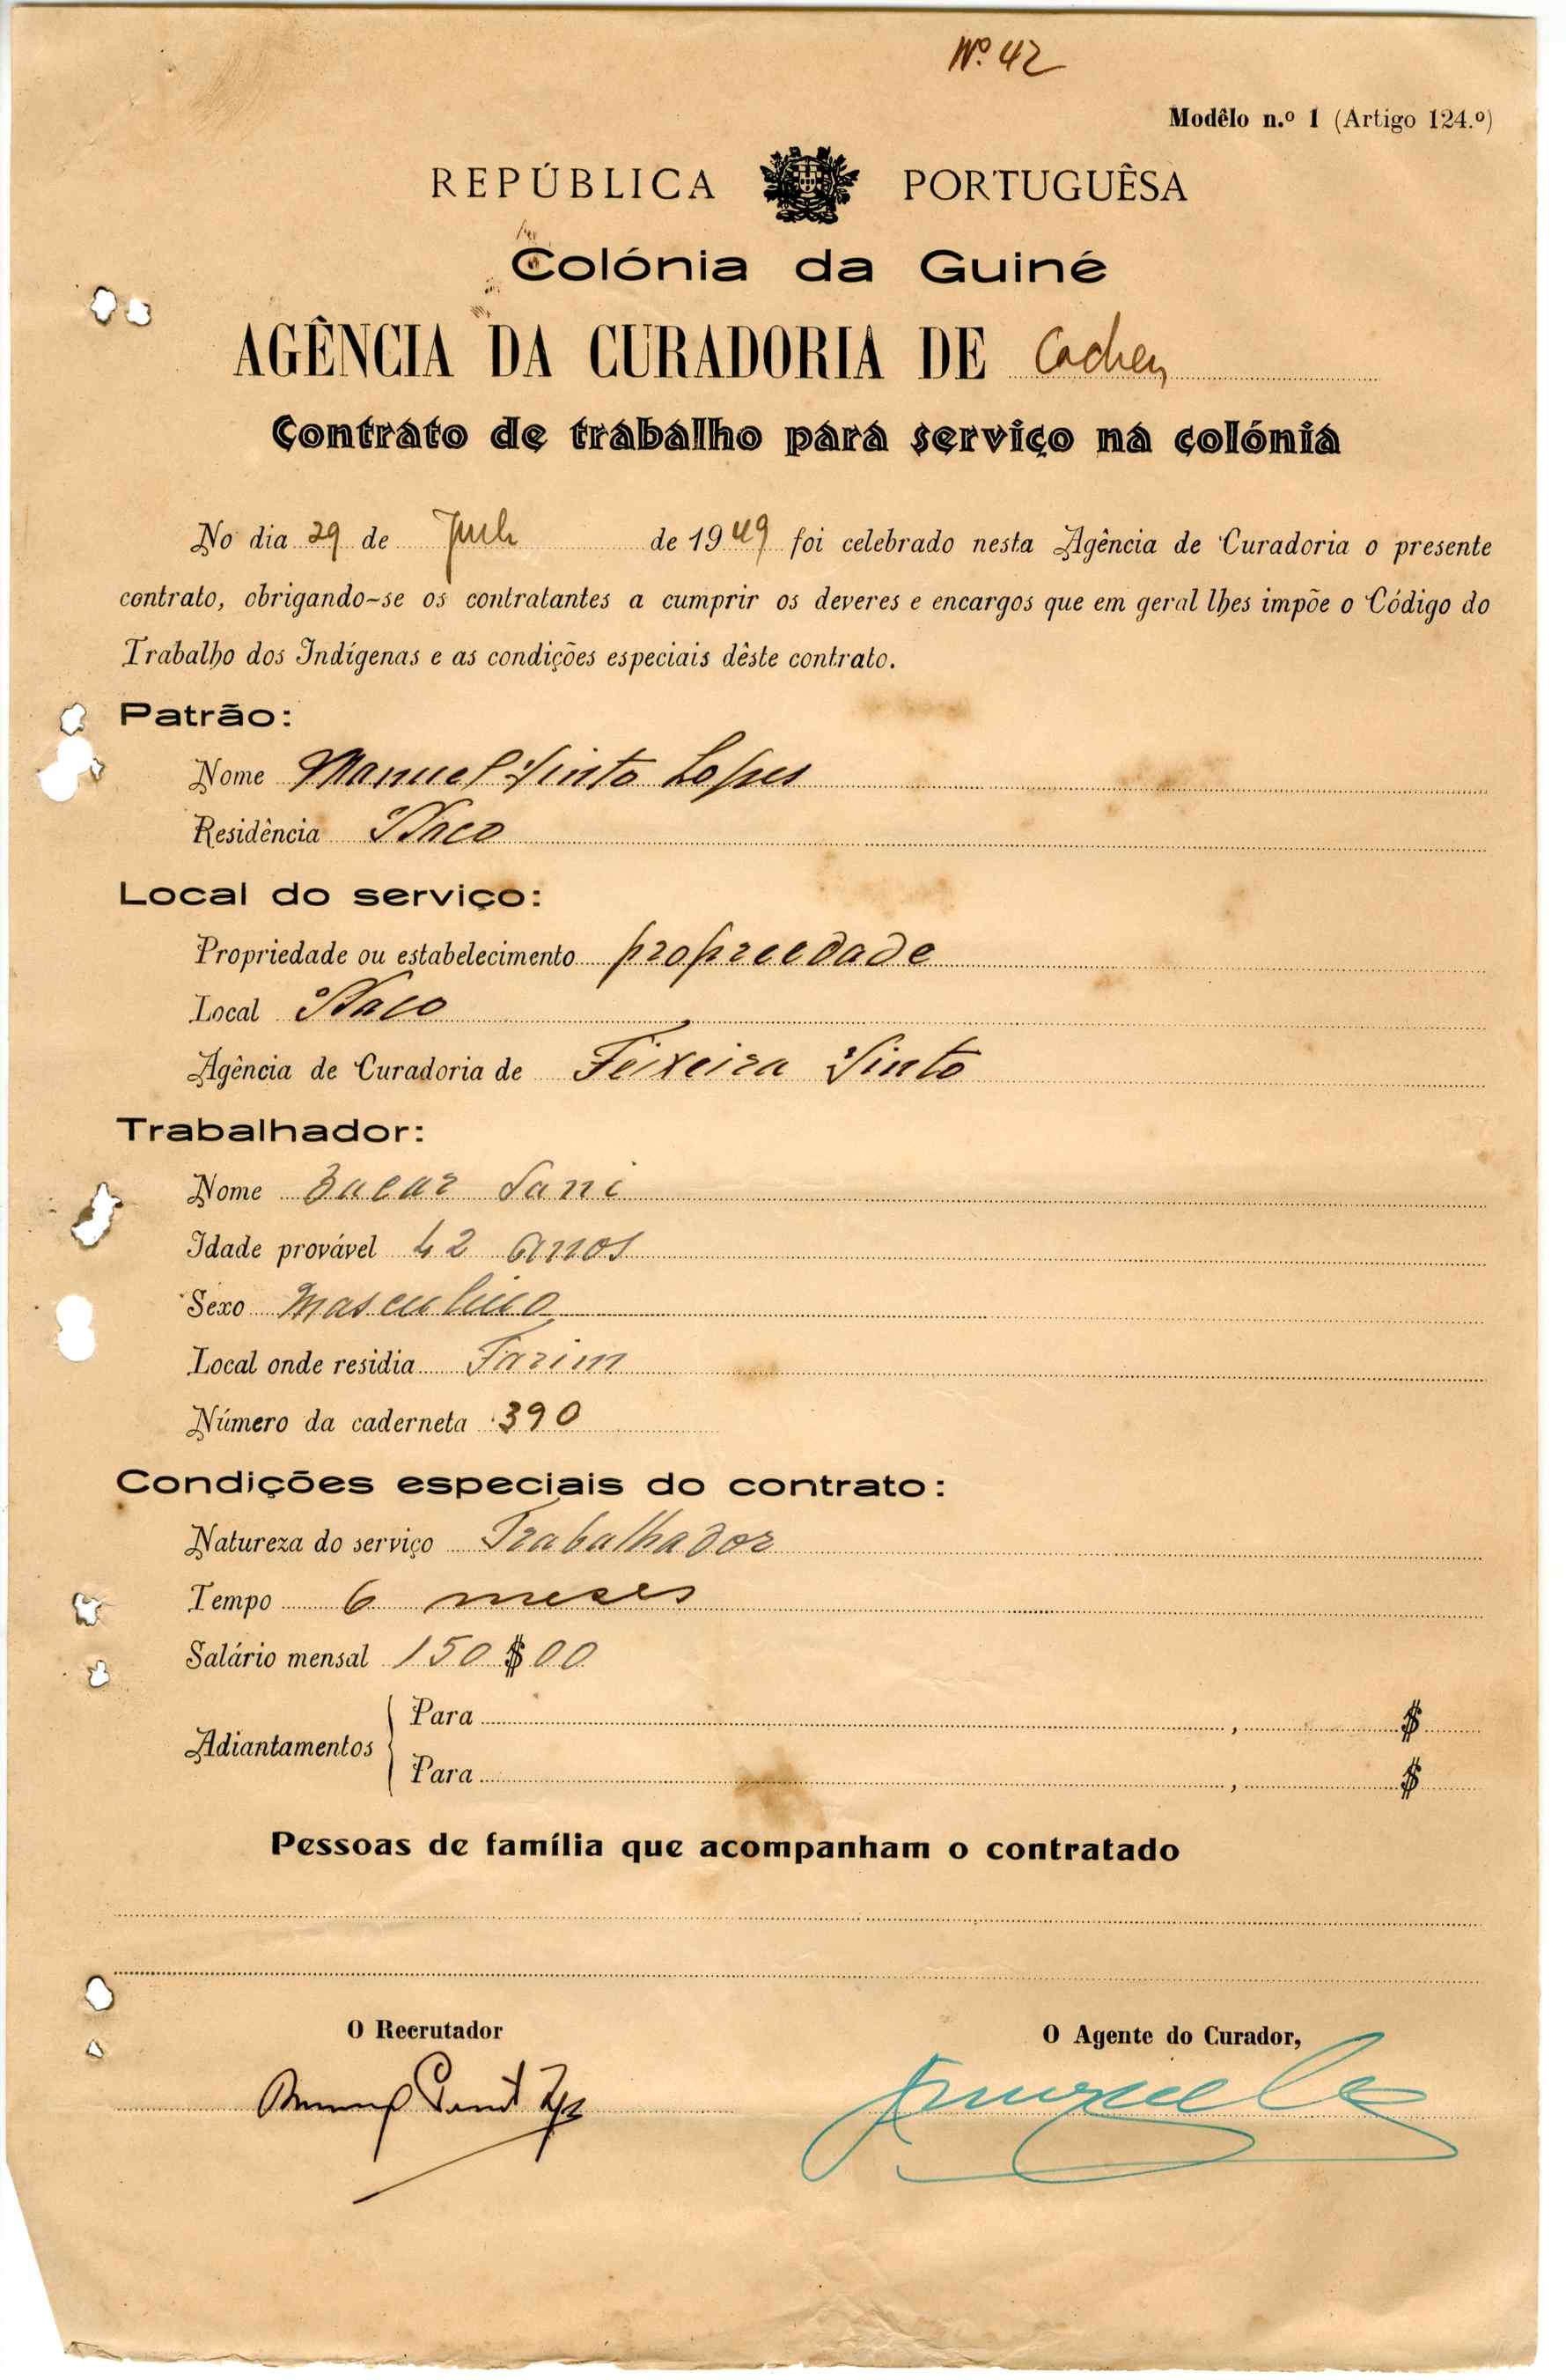 Nº 42
Modêlo n.º 1 (Artigo 124.º)
REPÚBLICA PORTUGUÊSA
Colónia da Guiné
AGÊNCIA DA CURADORIA DE Cacheu
Contrato de trabalho para serviço na colónia
No dia 29 de de 1949 foi celebrado nesta Agência de Curadoria o presente
contrato, obrigando-se os contratantes a cumprir os deveres e encargos que em geral lhes impõe o Código do
Trabalho dos Indígenas e as condições especiais dêste contrato.
Patrão:
Nome Manuel Pinto Lopes
Residência
Local do serviço:
Propriedade ou estabelecimento propreedade
Local
Agência de Curadoria de Teixeira Pinto
Trabalhador:
Nome Bacar Sani
Idade provável 42 anos
Sexo Masculino
Local onde residia Farim
Número da caderneta 390
Condições especiais do contrato:
Natureza do serviço Trabalhador
Tempo 6 meses
Salário mensal 150$00
Adiantamentos
Para , $
Para , $
Pessoas de família que acompanham o contratado
O Recrutador
O Agente do Curador,